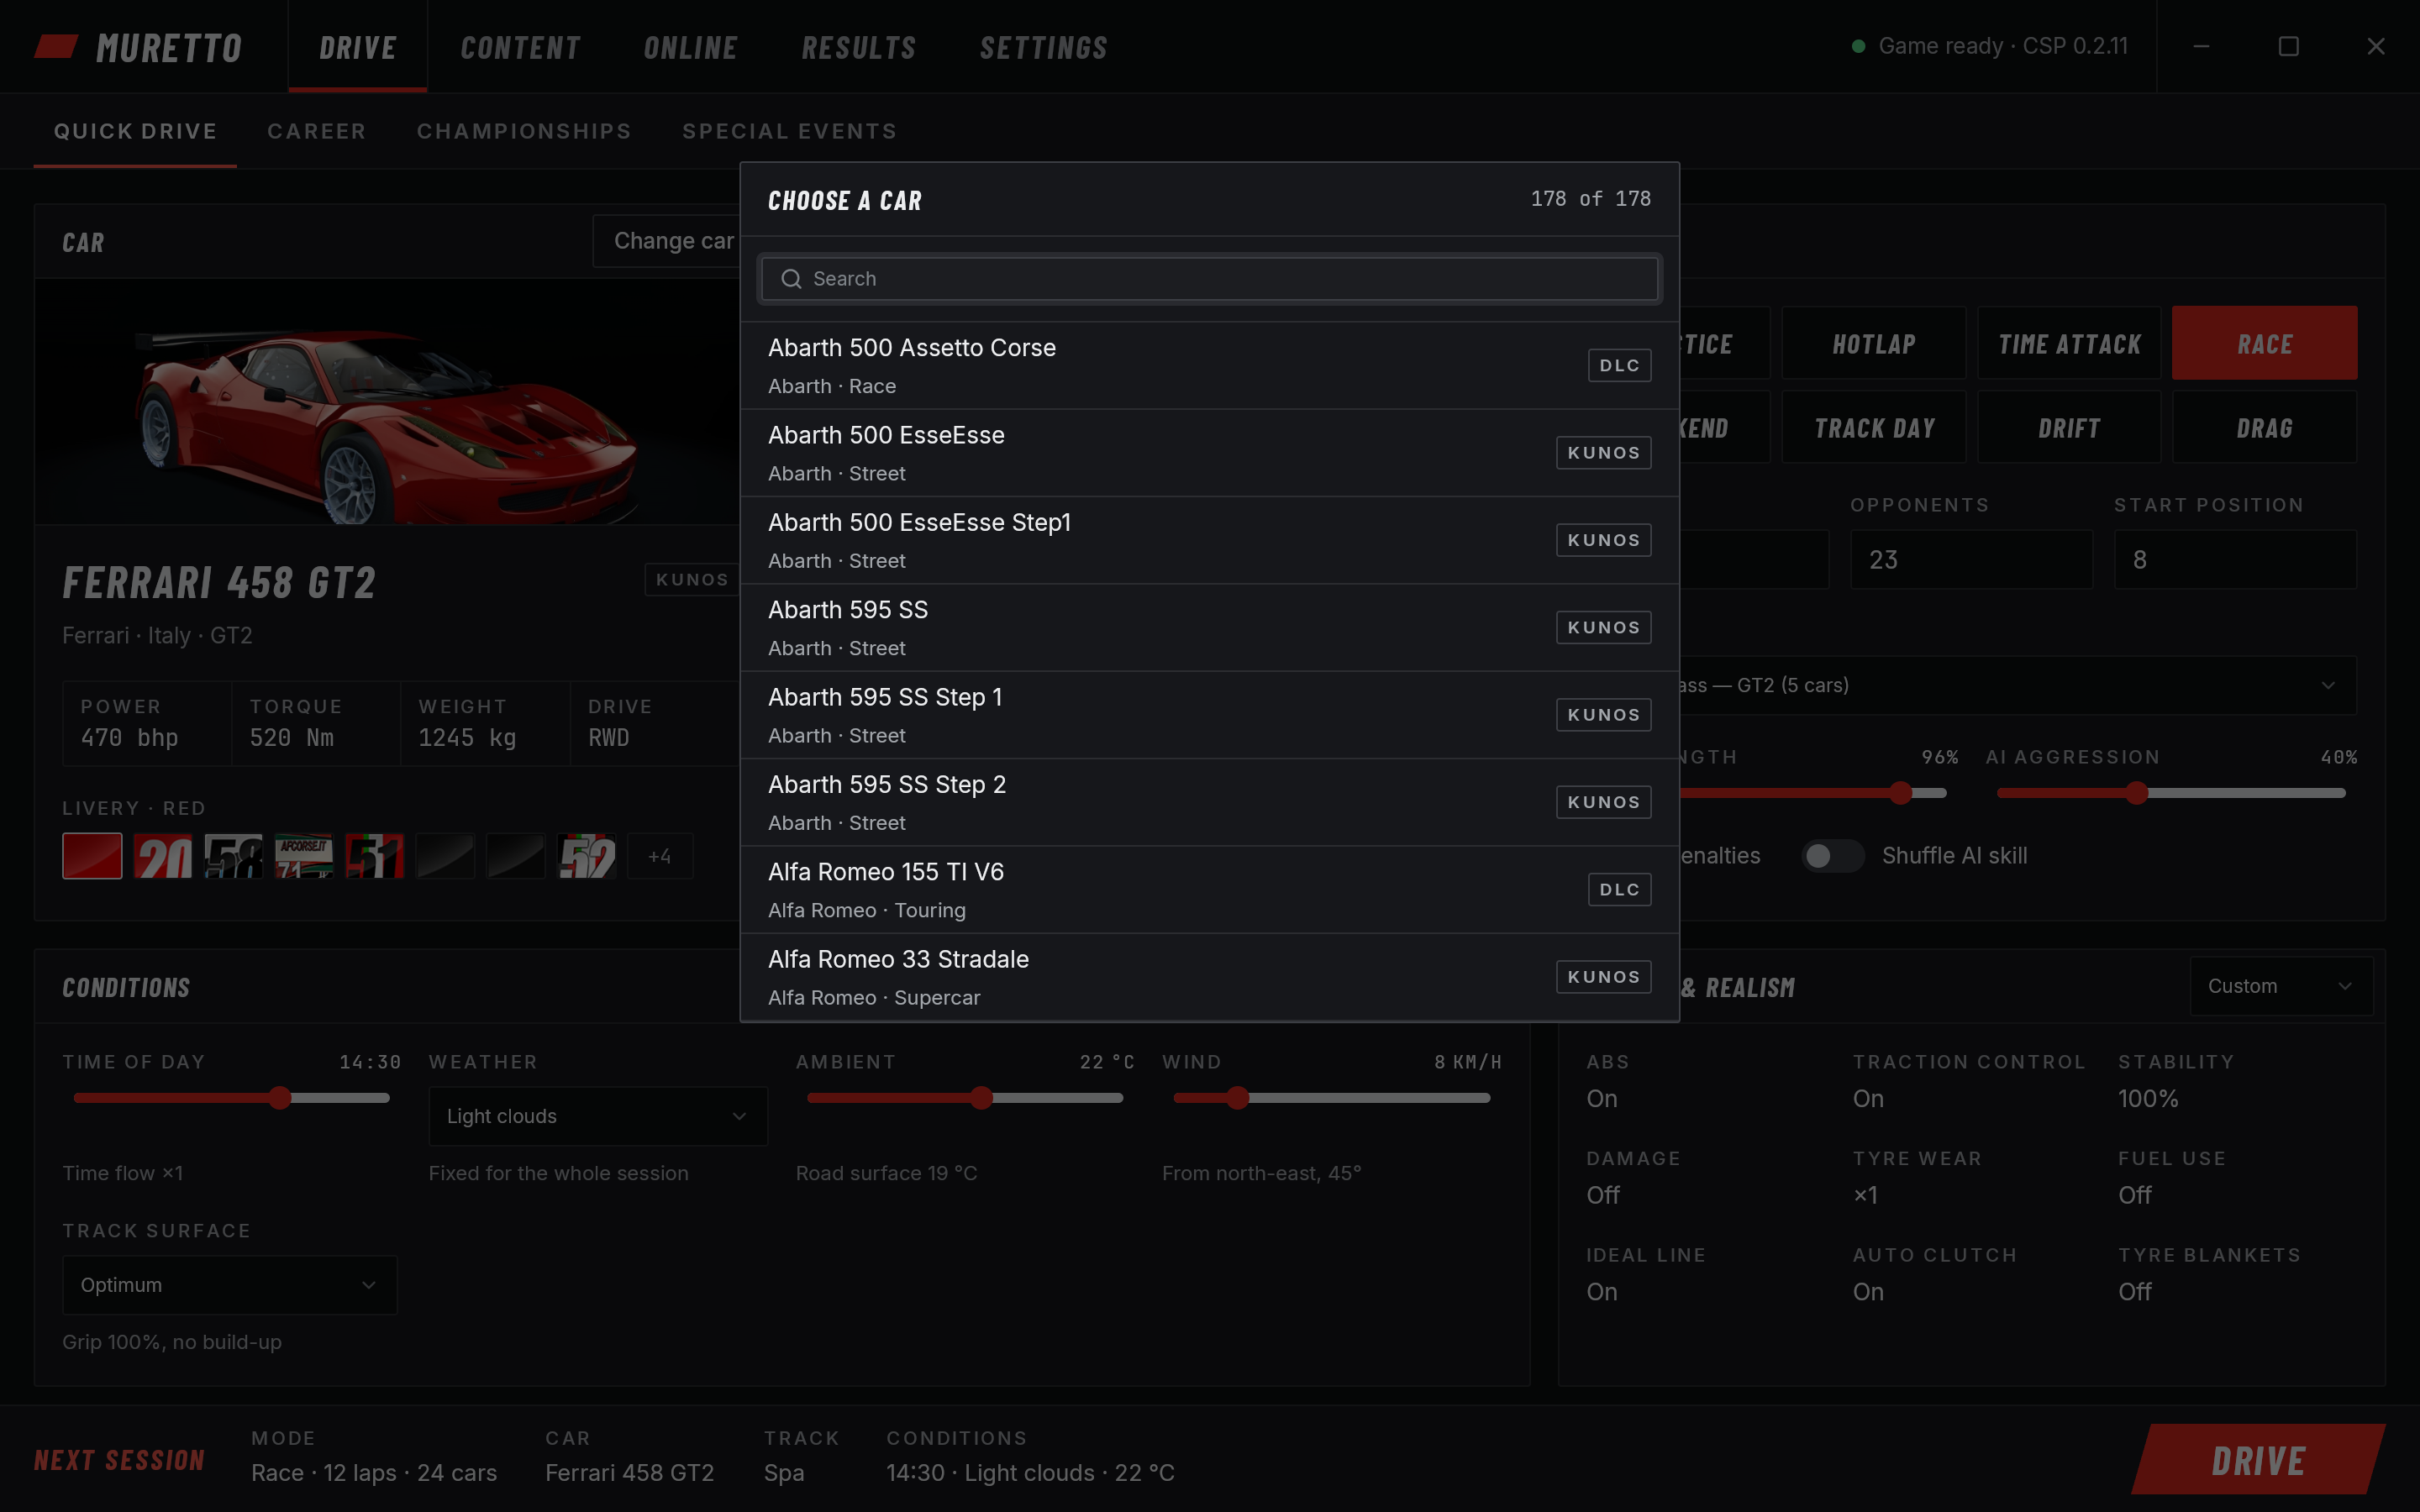 MURETTO
DRIVE
CONTENT
ONLINE
RESULTS
SETTINGS
Game ready · CSP 0.2.11
QUICK DRIVE
CAREER
CHAMPIONSHIPS
SPECIAL EVENTS
CAR
Change car
FERRARI 458 GT2
KUNOS
Ferrari · Italy · GT2
POWER
470 bhp
TORQUE
520 Nm
WEIGHT
1245 kg
DRIVE
RWD
LIVERY · RED
20
58
AFCORSE.IT
71
51
52
+4
CHOOSE A CAR
178 of 178
Search
Abarth 500 Assetto Corse
Abarth · Race
DLC
Abarth 500 EsseEsse
Abarth · Street
KUNOS
Abarth 500 EsseEsse Step1
Abarth · Street
KUNOS
Abarth 595 SS
Abarth · Street
KUNOS
Abarth 595 SS Step 1
Abarth · Street
KUNOS
Abarth 595 SS Step 2
Abarth · Street
KUNOS
Alfa Romeo 155 TI V6
Alfa Romeo · Touring
DLC
Alfa Romeo 33 Stradale
Alfa Romeo · Supercar
KUNOS
HOTLAP
TIME ATTACK
RACE
TRACK DAY
DRIFT
DRAG
OPPONENTS
23
START POSITION
8
GT2 (5 cars)
96%
AI AGGRESSION
40%
Shuffle AI skill
CONDITIONS
TIME OF DAY
14:30
Time flow ×1
WEATHER
Light clouds
Fixed for the whole session
AMBIENT
22 °C
Road surface 19 °C
WIND
8 KM/H
From north-east, 45°
TRACK SURFACE
Optimum
Grip 100%, no build-up
& REALISM
Custom
ABS
On
TRACTION CONTROL
On
STABILITY
100%
DAMAGE
Off
TYRE WEAR
×1
FUEL USE
Off
IDEAL LINE
On
AUTO CLUTCH
On
TYRE BLANKETS
Off
NEXT SESSION
MODE
Race · 12 laps · 24 cars
CAR
Ferrari 458 GT2
TRACK
Spa
CONDITIONS
14:30 · Light clouds · 22 °C
DRIVE